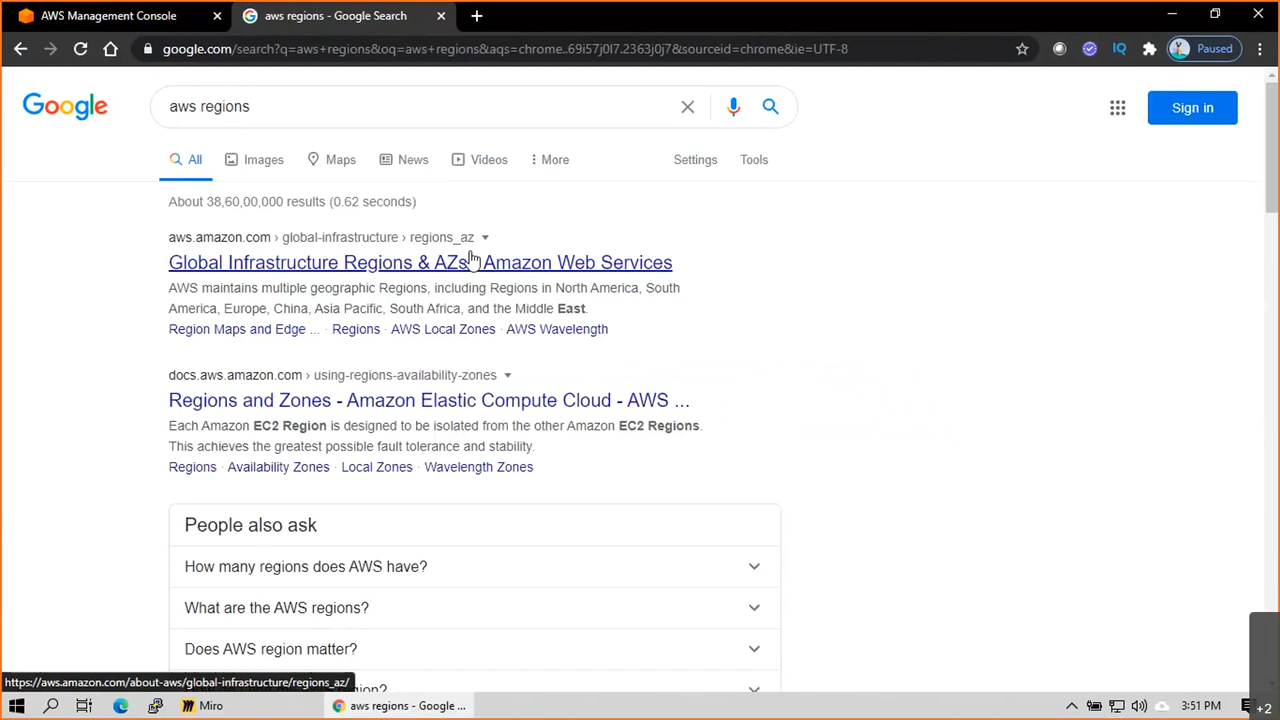 AWS Management Console
aws regions - Google Search
google.com/search?q=aws+regions&oq=aws+regions&aqs=chrome..69i57j0l7.2363j0j7&sourceid=chrome&ie=UTF-8
IQ
Paused
Google
aws regions
Sign in
All
Images
Maps
News
Videos
More
Settings
Tools
About 38,60,00,000 results (0.62 seconds)
aws.amazon.com › global-infrastructure › regions_az
Global Infrastructure Regions & AZs Amazon Web Services
AWS maintains multiple geographic Regions, including Regions in North America, South
America, Europe, China, Asia Pacific, South Africa, and the Middle East.
Region Maps and Edge ... · Regions · AWS Local Zones · AWS Wavelength
docs.aws.amazon.com › using-regions-availability-zones
Regions and Zones - Amazon Elastic Compute Cloud - AWS ...
Each Amazon EC2 Region is designed to be isolated from the other Amazon EC2 Regions.
This achieves the greatest possible fault tolerance and stability.
Regions · Availability Zones · Local Zones · Wavelength Zones
People also ask
How many regions does AWS have?
What are the AWS regions?
Does AWS region matter?
region?
https://aws.amazon.com/about-aws/global-infrastructure/regions_az/
Miro
aws regions - Google ...
3:51 PM
+2